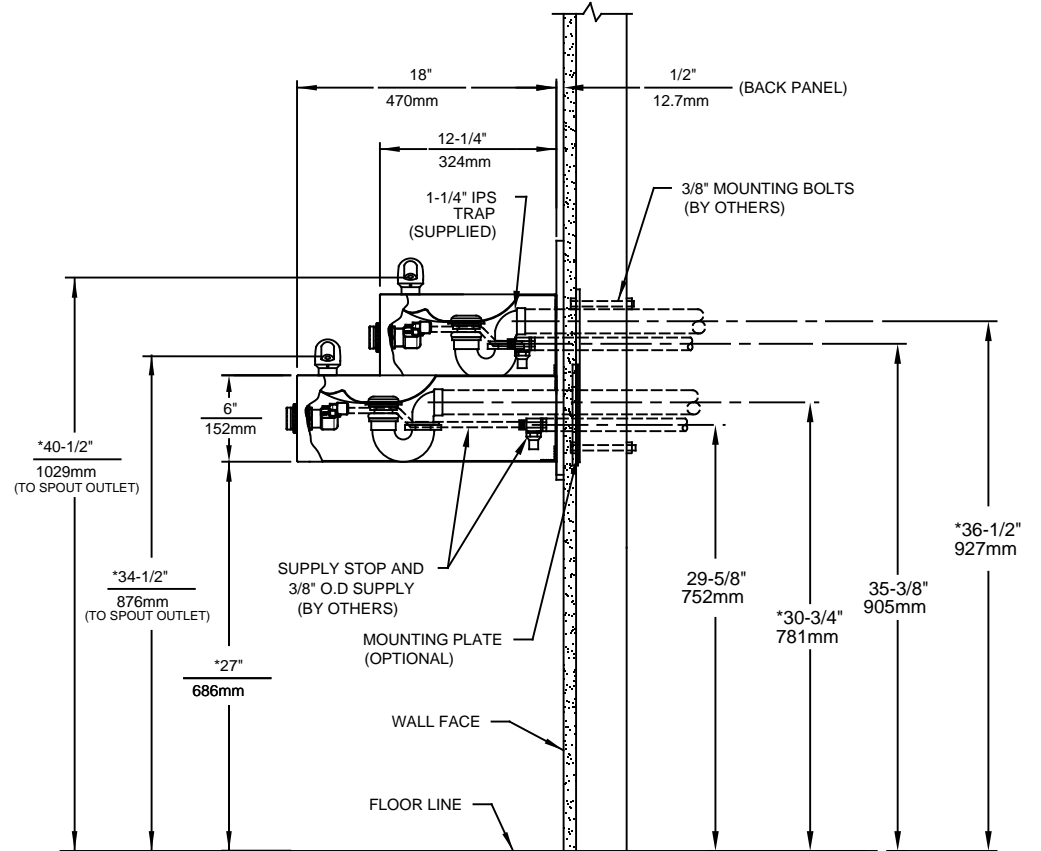 18"
470mm
1/2"
12.7mm
(BACK PANEL)
12-1/4"
324mm
1-1/4" IPS
TRAP
(SUPPLIED)
3/8" MOUNTING BOLTS
(BY OTHERS)
6"
152mm
*40-1/2"
1029mm
(TO SPOUT OUTLET)
*34-1/2"
876mm
(TO SPOUT OUTLET)
*27"
686mm
SUPPLY STOP AND
3/8" O.D SUPPLY
(BY OTHERS)
MOUNTING PLATE
(OPTIONAL)
WALL FACE
FLOOR LINE
29-5/8"
752mm
*30-3/4"
781mm
35-3/8"
905mm
*36-1/2"
927mm